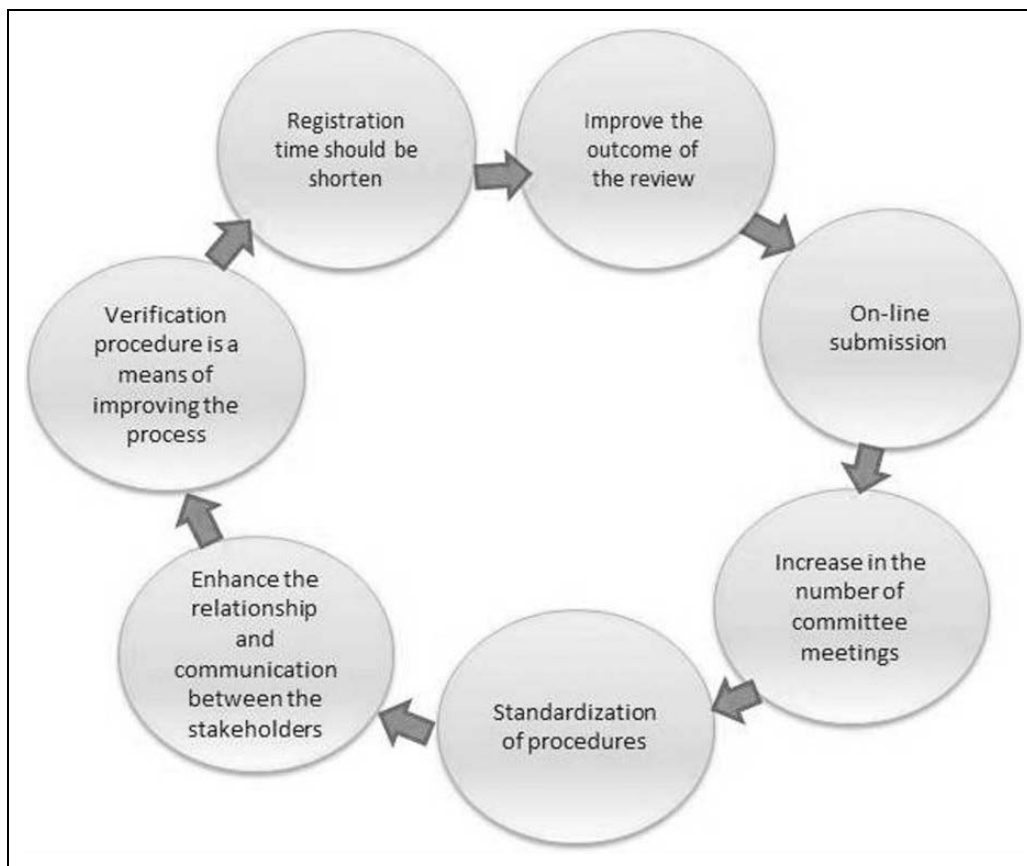 Registration
time should be
shorten
Improve the
outcome of
the review
On-line
submission
Increase in the
number of
committee
meetings
Standardization
of procedures
Enhance the
relationship
and
communication
between the
stakeholders
Verification
procedure is a
means of
improving the
process